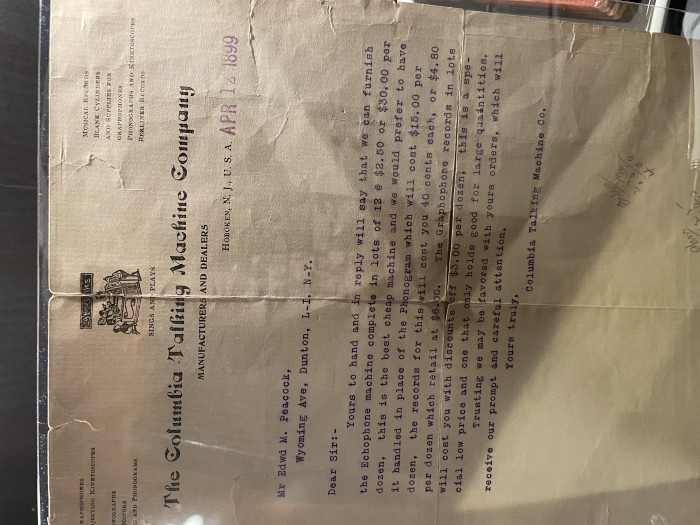 RAPHOPHONES
JECTING KINETOSCOPES
NOGRAPHS
MOTORS
AND PHONOGRAMS
SINGS AND PLAYS
MUSICAL RECORDS
BLANK CYLINDERS
AND SUPPLIES FOR
GRAPHOPHONES
PHONOGRAPHS AND KINETOSCOPES
BERLINER RECORDS
The Columbia Talking Machine Company
MANUFACTURERS AND DEALERS
HOBOKEN, N. J., U. S. A. APR 12 1899
Mr Edwd M. Peacock,
Wyoming Ave, Dunton, L.I. N-Y.
Dear Sir:-
Yours to hand and in reply will say that we can furnish
the Echophone machine complete in lots of 12 @ $2.50 or $30.00 per
dozen, this is the best cheap machine and we would prefer to have
it handled in place of the Phonogram which will cost $15.00 per
dozen, the records for this will cost you 40 cents each, or $4.80
per dozen which retail at $6.00. The Graphophone records in lots
will cost you with discounts off $3.00 per dozen, this is a spe-
cial low price and one that only holds good for large quantities.
Trusting we may be favored with yours orders, which will
receive our prompt and careful attention.
Yours truly,
Columbia Talking Machine Co.